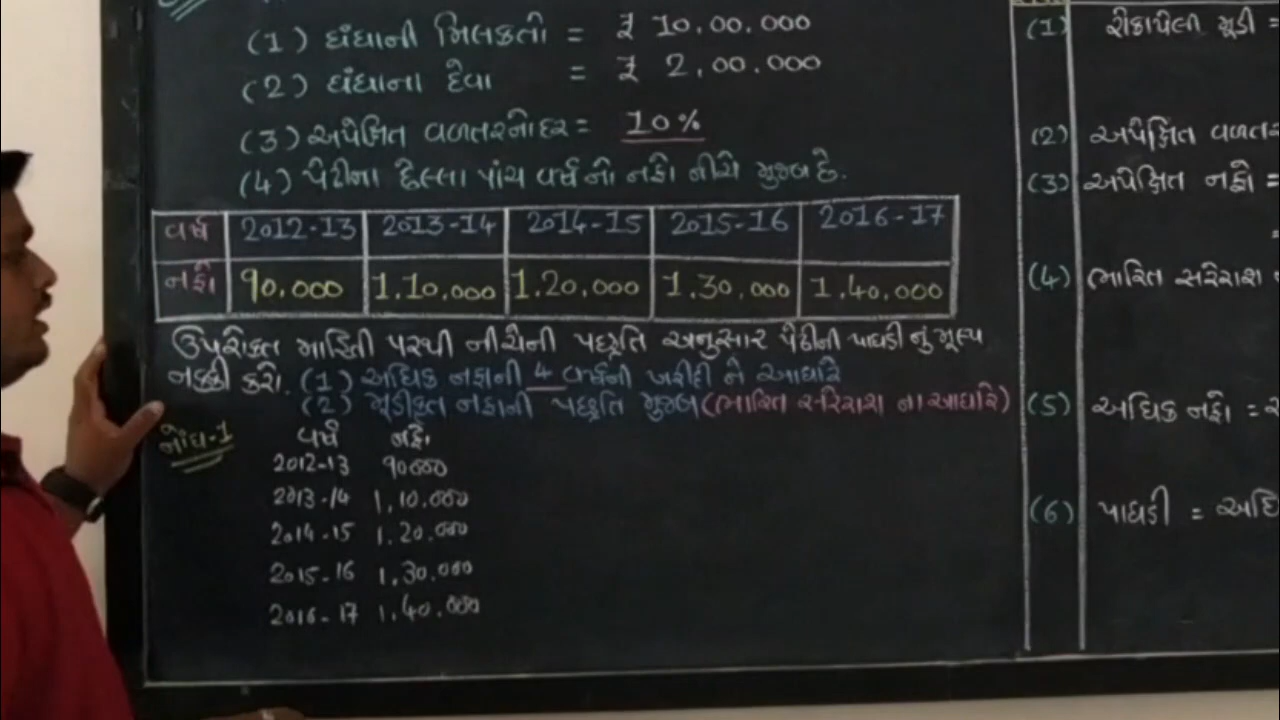 (1) ધંધાની મિલકતો = ₹ 10,00,000
(2) ધંધાના દેવા = ₹ 2,00,000
(3) અપેક્ષિત વળતરનો દર = 10%
(4) પેઢીના છેલ્લા પાંચ વર્ષ નો નફો નીચે મુજબ છે.
વર્ષ 2012-13 2013-14 2014-15 2015-16 2016-17
નફો 90,000 1,10,000 1,20,000 1,30,000 1,40,000
ઉપરોક્ત માહિતી પરથી નીચેની પદ્ધતિ અનુસાર પેઢીની પાઘડી નું મૂલ્ય
નક્કી કરો. (1) અધિક નફાની 4 વર્ષની ખરીદી ને આધારે
(2) મૂડીકૃત નફાની પદ્ધતિ મુજબ (ભારિત સરેરાશ ના આધારે)
નોંધ-1 વર્ષ નફો
2012-13 90000
2013-14 1,10,000
2014-15 1,20,000
2015-16 1,30,000
2016-17 1,40,000
(1) રોકાયેલી મૂડી =
(2) અપેક્ષિત વળતર
(3) અપેક્ષિત નફો =
=
(4) ભારિત સરેરાશ
(5) અધિક નફો =
(6) પાઘડી = અધિ